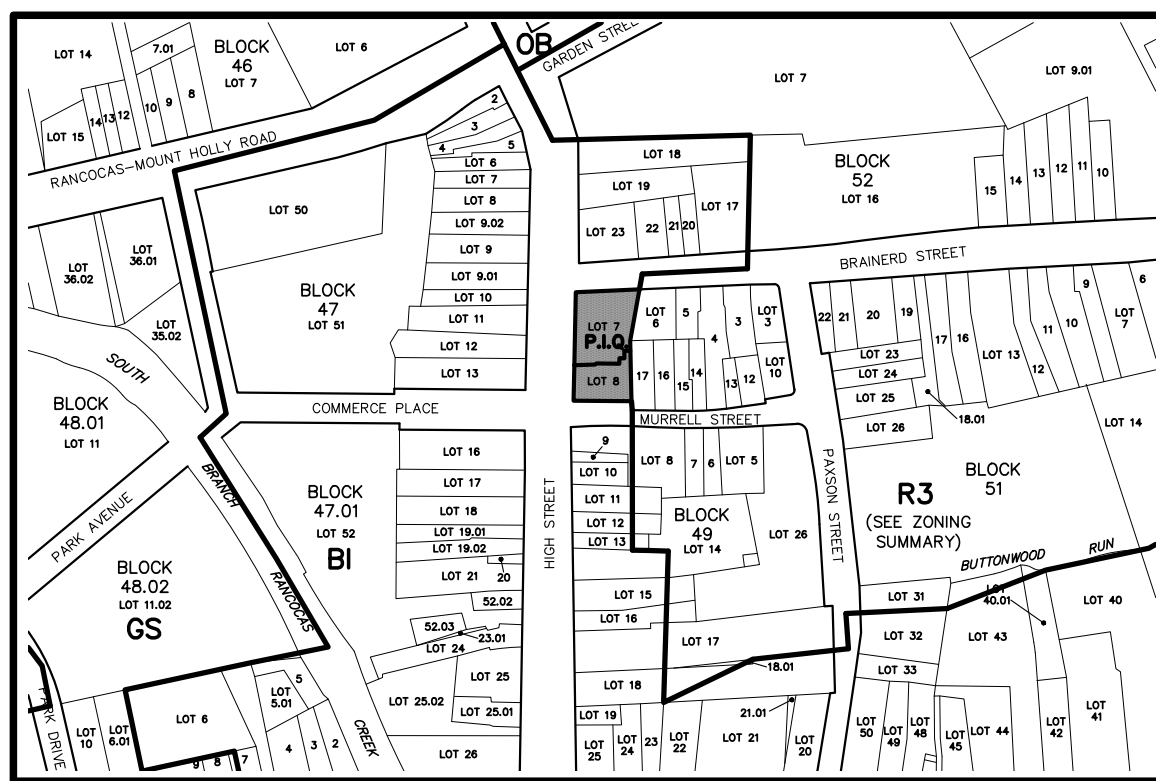 OB
GARDEN STREE
LOT 14
7.01
BLOCK
46
LOT 7
LOT 6
10
9
8
14
13
12
LOT 15
RANCOCAS-MOUNT HOLLY ROAD
2
3
4
5
LOT 6
LOT 7
LOT 8
LOT 9.02
LOT 9
LOT 9.01
LOT 10
LOT 11
LOT 12
LOT 13
LOT 50
BLOCK
47
LOT 51
LOT 7
LOT 9.01
LOT 18
LOT 19
LOT 17
LOT 23
22
21
20
BLOCK
52
LOT 16
15
14
13
12
11
10
BRAINERD STREET
LOT
36.02
LOT
36.01
LOT
35.02
SOUTH
BLOCK
48.01
LOT 11
LOT 7
P.I.Q.
LOT 8
LOT
6
5
4
3
LOT
3
17
16
15
14
13
12
LOT
10
22
21
20
19
LOT 23
LOT 24
LOT 25
LOT 26
17
16
18.01
LOT 13
12
11
10
9
LOT
7
6
LOT 14
COMMERCE PLACE
MURRELL STREET
PARK AVENUE
BRANCH
RANCOCAS
CREEK
BLOCK
47.01
LOT 52
BI
LOT 16
LOT 17
LOT 18
LOT 19.01
LOT 19.02
LOT 21
20
52.02
52.03
23.01
LOT 24
LOT 25
LOT 25.02
LOT 25.01
LOT 26
HIGH STREET
9
LOT 10
LOT 11
LOT 12
LOT 13
LOT 8
7
6
LOT 5
BLOCK
49
LOT 14
LOT 26
LOT 15
LOT 16
LOT 17
18.01
LOT 18
LOT 19
LOT
25
LOT
24
23
LOT
22
LOT 21
21.01
LOT
20
PAXSON STREET
BLOCK
51
R3
(SEE ZONING
SUMMARY)
BUTTONWOOD
RUN
LOT 31
LOT 32
LOT 33
LOT
40.01
LOT 40
LOT 43
LOT
50
LOT
49
LOT
48
LOT
45
LOT 44
LOT
42
LOT
41
BLOCK
48.02
LOT 11.02
GS
PARK DRIVE
LOT
10
LOT
6.01
LOT 6
9
8
7
LOT
5.01
5
4
3
2